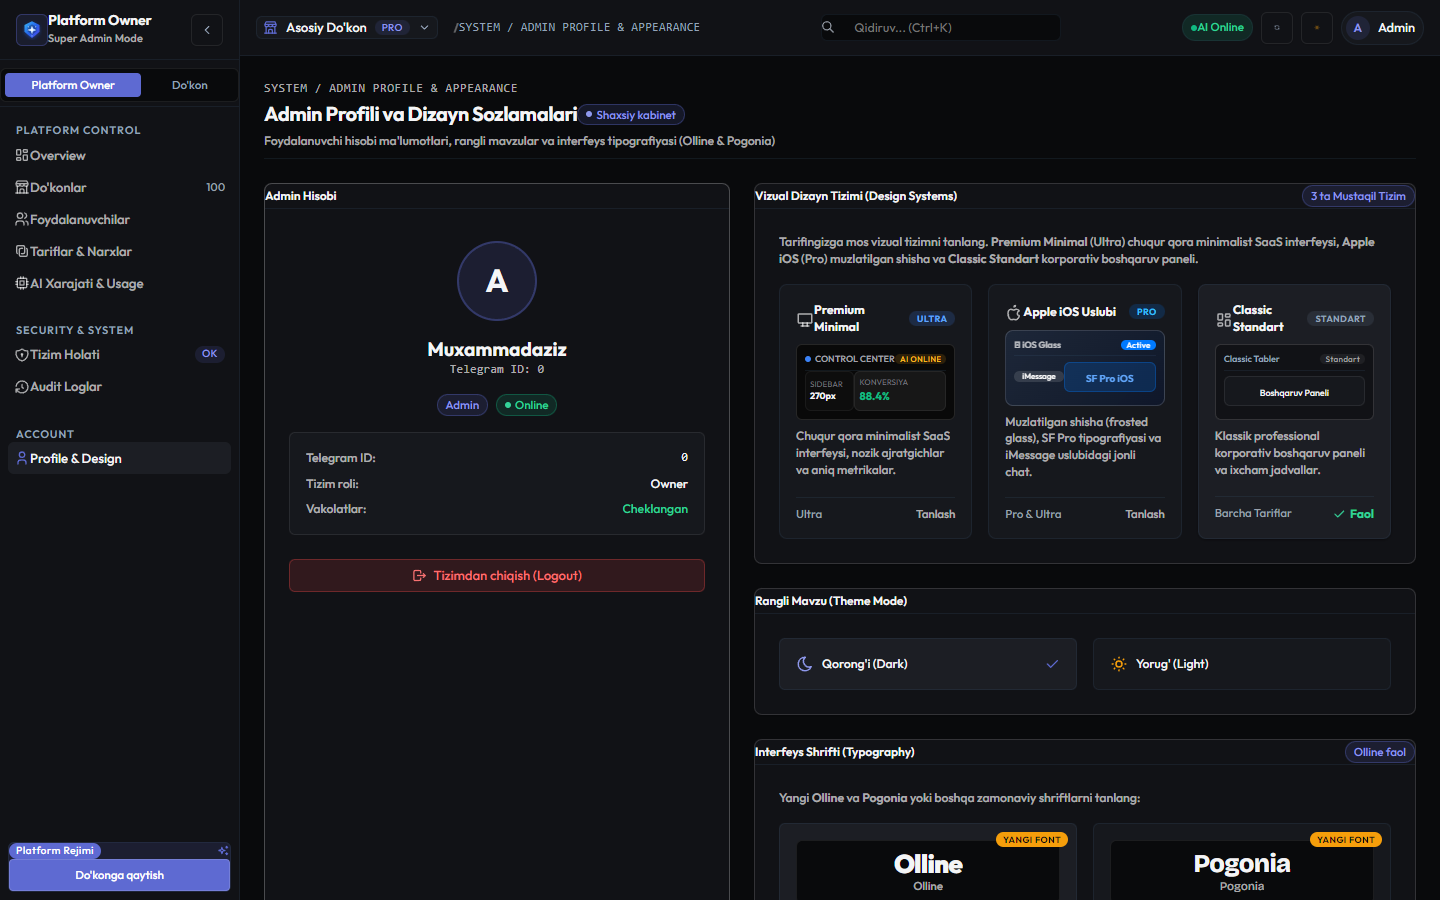 Platform Owner
Super Admin Mode
Platform Owner
Do'kon
PLATFORM CONTROL
Overview
Do'konlar
100
Foydalanuvchilar
Tariflar & Narxlar
AI Xarajati & Usage
SECURITY & SYSTEM
Tizim Holati
OK
Audit Loglar
ACCOUNT
Profile & Design
Platform Rejimi
Do'konga qaytish
Asosiy Do'kon
PRO
/SYSTEM / ADMIN PROFILE & APPEARANCE
Qidiruv... (Ctrl+K)
AI Online
A
Admin
SYSTEM / ADMIN PROFILE & APPEARANCE
Admin Profili va Dizayn Sozlamalari
Shaxsiy kabinet
Foydalanuvchi hisobi ma'lumotlari, rangli mavzular va interfeys tipografiyasi (Olline & Pogonia)
Admin Hisobi
A
Muxammadaziz
Telegram ID: 0
Admin
Online
Telegram ID:
0
Tizim roli:
Owner
Vakolatlar:
Cheklangan
Tizimdan chiqish (Logout)
Vizual Dizayn Tizimi (Design Systems)
3 ta Mustaqil Tizim
Tarifingizga mos vizual tizimni tanlang. Premium Minimal (Ultra) chuqur qora minimalist SaaS interfeysi, Apple
iOS (Pro) muzlatilgan shisha va Classic Standart korporativ boshqaruv paneli.
Premium
Minimal
ULTRA
CONTROL CENTER
AI ONLINE
SIDEBAR
270px
KONVERSIYA
88.4%
Chuqur qora minimalist SaaS
interfeysi, nozik ajratgichlar
va aniq metrikalar.
Ultra
Tanlash
Apple iOS Uslubi
PRO
iOS Glass
Active
iMessage
SF Pro iOS
Muzlatilgan shisha (frosted
glass), SF Pro tipografiyasi va
iMessage uslubidagi jonli
chat.
Pro & Ultra
Tanlash
Classic
Standart
STANDART
Classic Tabler
Standart
Boshqaruv Paneli
Klassik professional
korporativ boshqaruv paneli
va ixcham jadvallar.
Barcha Tariflar
Faol
Rangli Mavzu (Theme Mode)
Qorong'i (Dark)
Yorug' (Light)
Interfeys Shrifti (Typography)
Olline faol
Yangi Olline va Pogonia yoki boshqa zamonaviy shriftlarni tanlang:
YANGI FONT
Olline
Olline
YANGI FONT
Pogonia
Pogonia